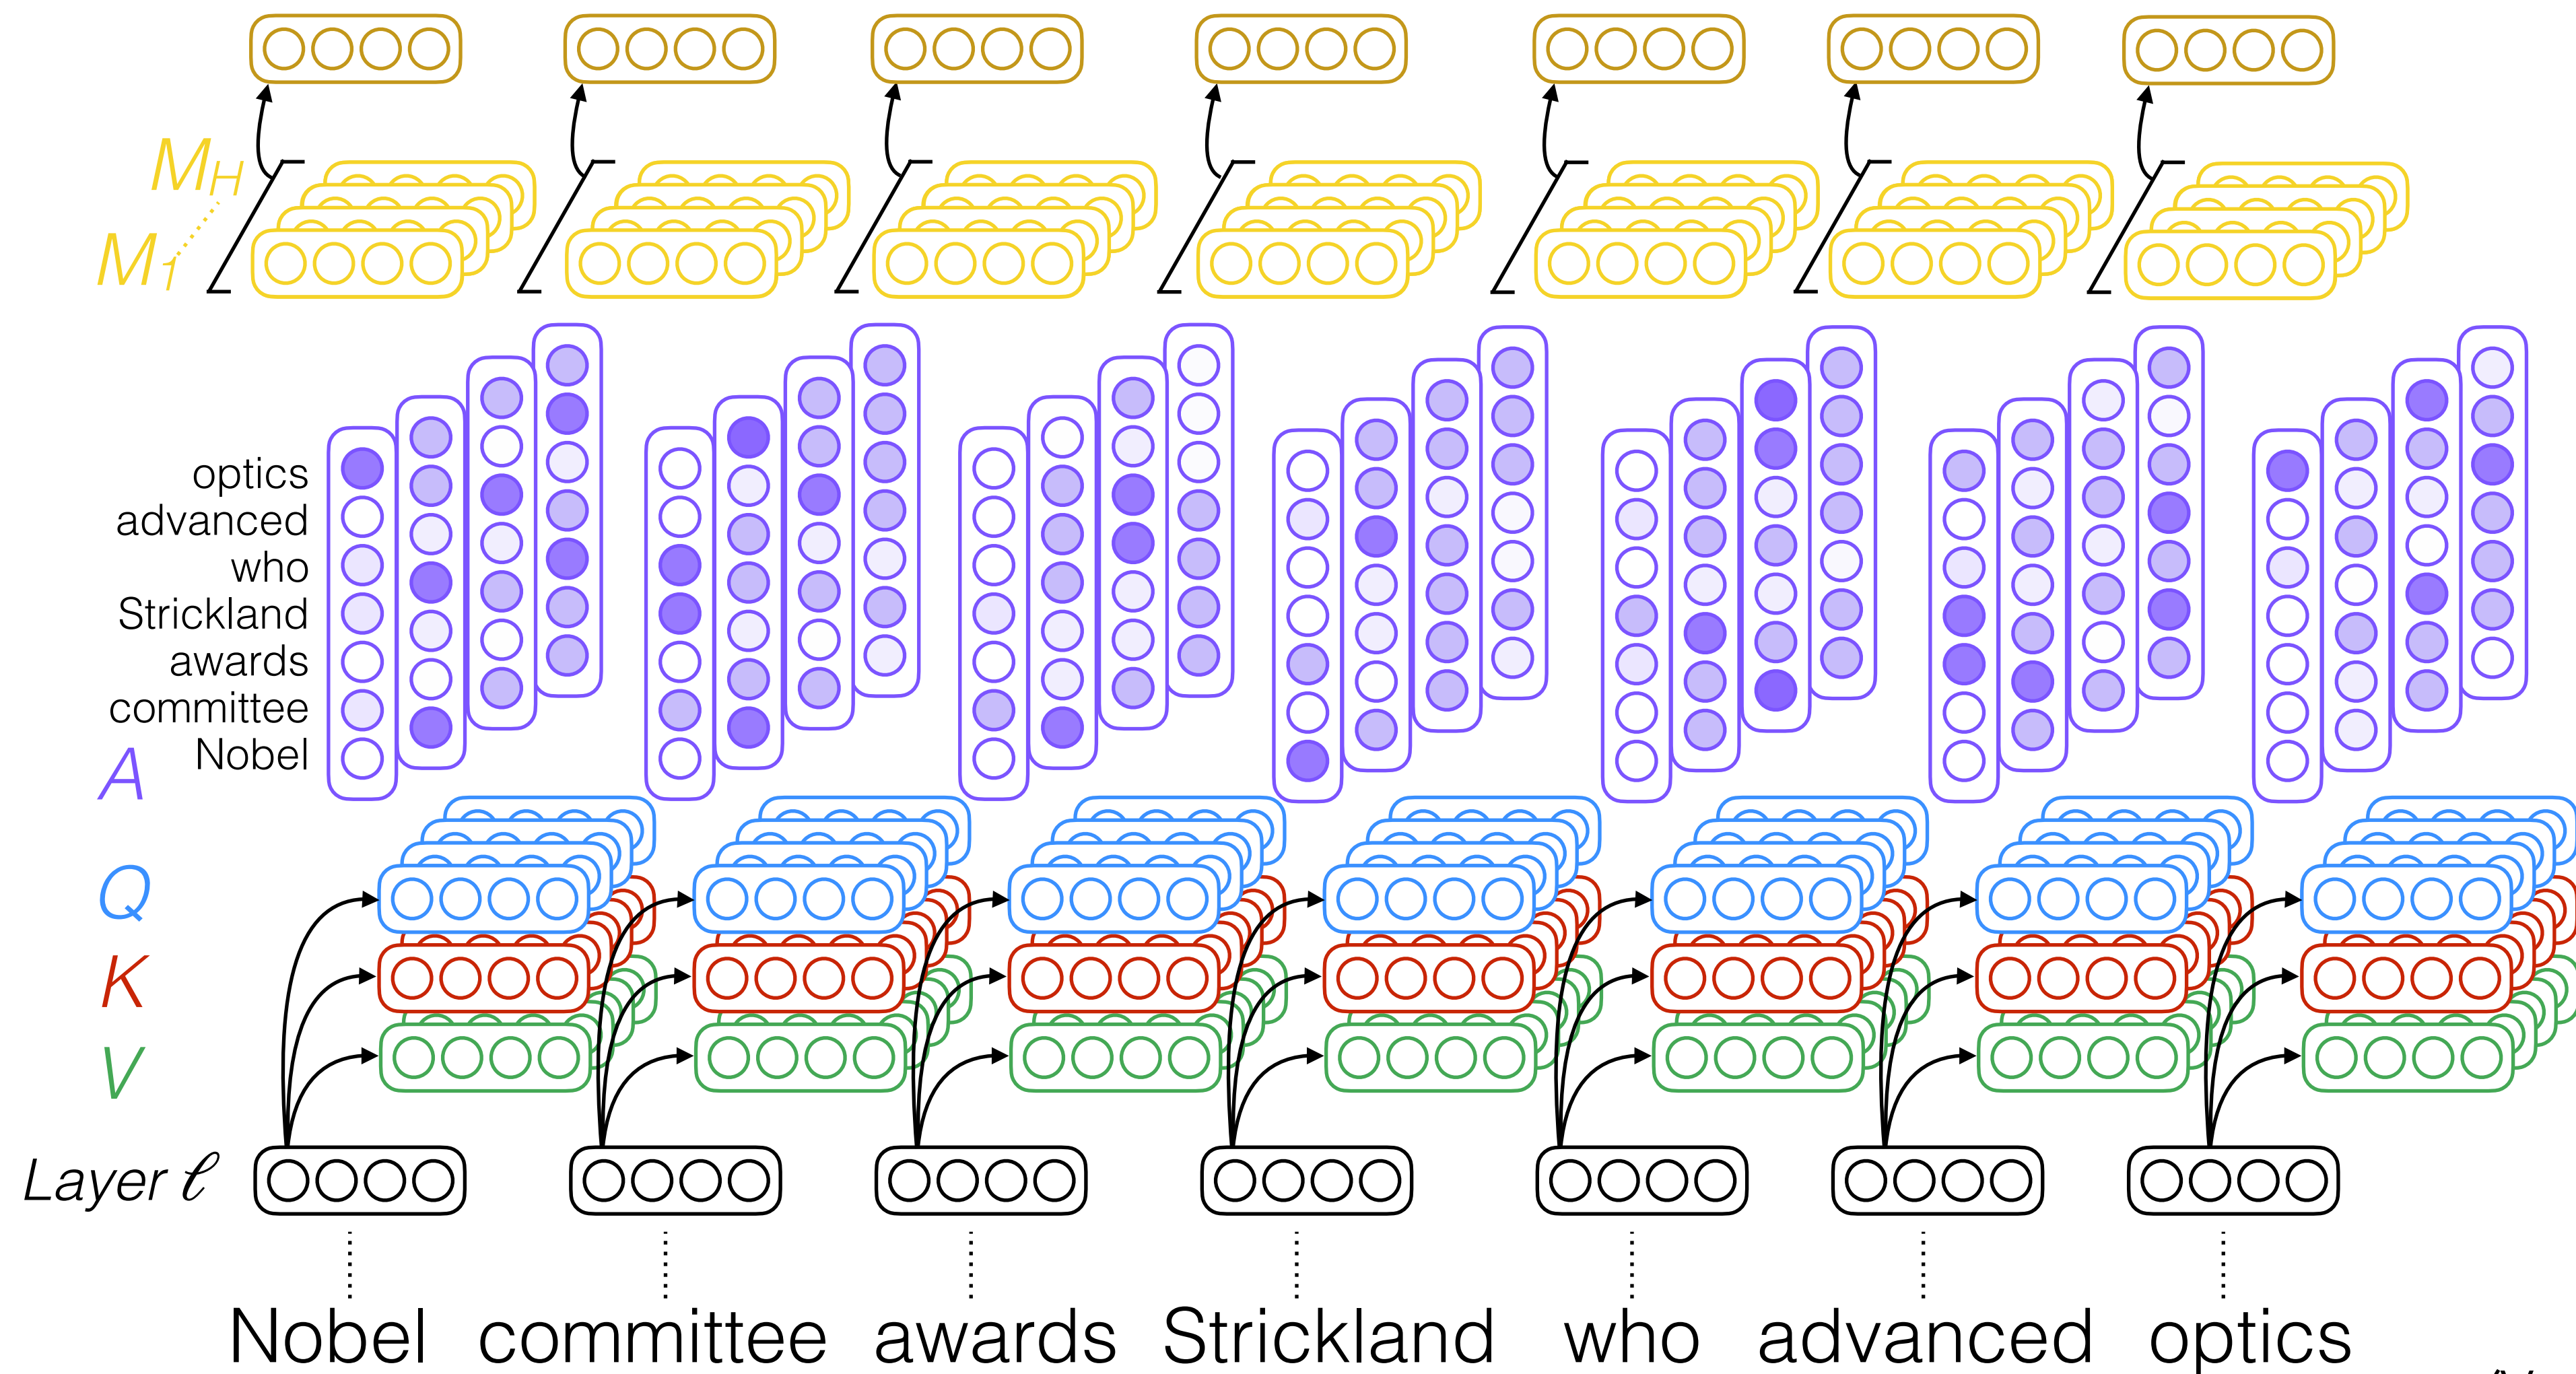 M_H
M_1
optics
advanced
who
Strickland
awards
committee
Nobel
A
Q
K
V
Layer ℓ
Nobel committee awards Strickland who advanced optics